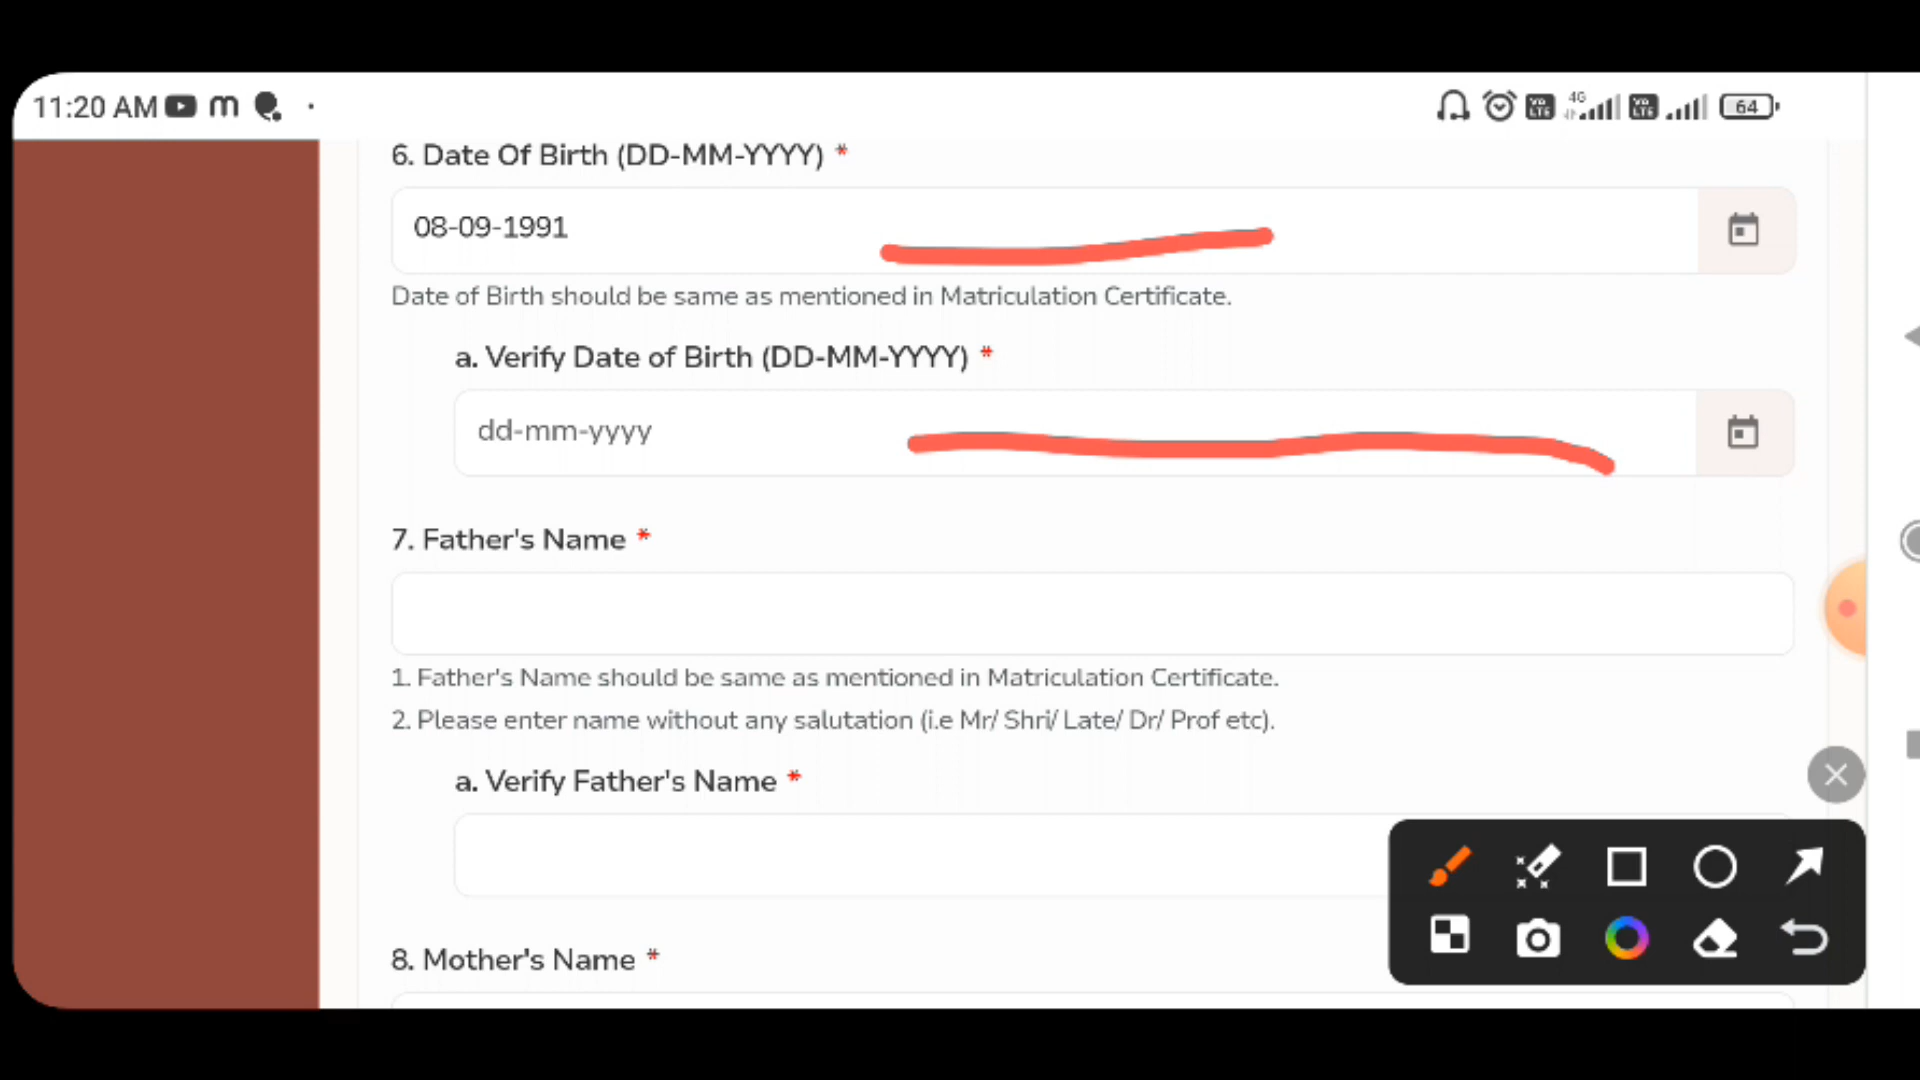 11:20 AM
4G
64
6. Date Of Birth (DD-MM-YYYY) *
08-09-1991
Date of Birth should be same as mentioned in Matriculation Certificate.
a. Verify Date of Birth (DD-MM-YYYY) *
dd-mm-yyyy
7. Father's Name *
1. Father's Name should be same as mentioned in Matriculation Certificate.
2. Please enter name without any salutation (i.e Mr/ Shri/ Late/ Dr/ Prof etc).
a. Verify Father's Name *
8. Mother's Name *